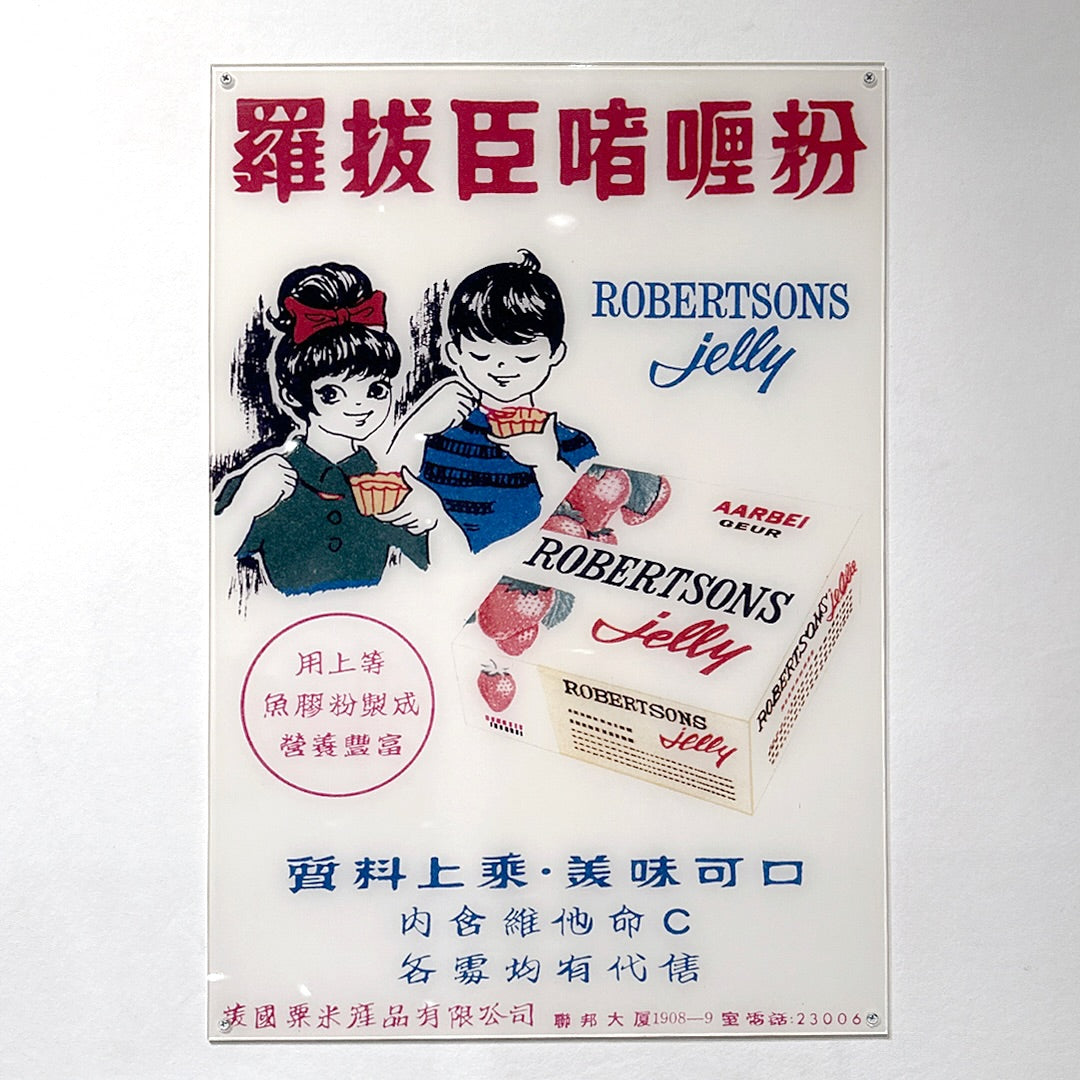 羅拔臣啫喱粉
ROBERTSONS
jelly
AARBEI
GEUR
ROBERTSONS
jelly
ROBERTSONS
jelly
ROBERTSONS
用上等
魚膠粉製成
營養豐富
質料上乘·美味可口
內含維他命C
各處均有代售
美國粟米產品有限公司 聯邦大厦1908—9室電話:23006